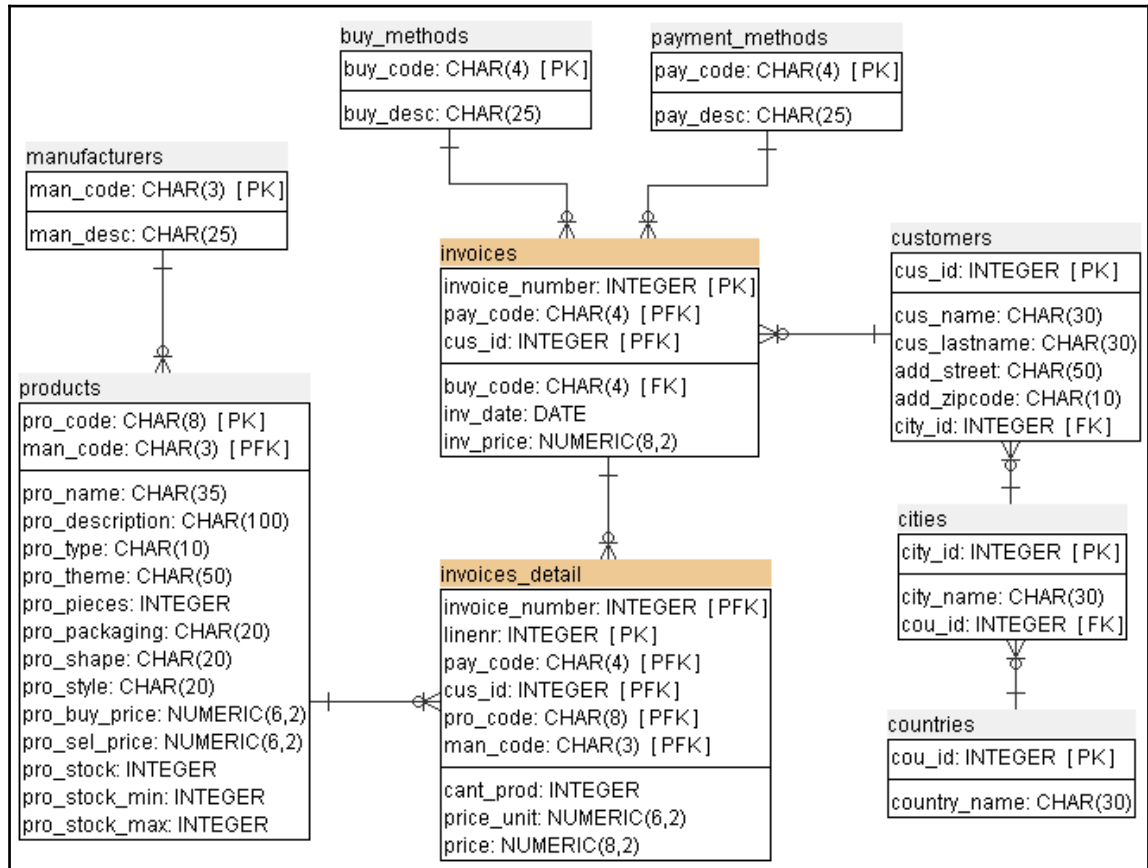 buy_methods
buy_code: CHAR(4) [PK]
buy_desc: CHAR(25)
payment_methods
pay_code: CHAR(4) [PK]
pay_desc: CHAR(25)
manufacturers
man_code: CHAR(3) [PK]
man_desc: CHAR(25)
invoices
invoice_number: INTEGER [PK]
pay_code: CHAR(4) [PFK]
cus_id: INTEGER [PFK]
buy_code: CHAR(4) [FK]
inv_date: DATE
inv_price: NUMERIC(8,2)
customers
cus_id: INTEGER [PK]
cus_name: CHAR(30)
cus_lastname: CHAR(30)
add_street: CHAR(50)
add_zipcode: CHAR(10)
city_id: INTEGER [FK]
products
pro_code: CHAR(8) [PK]
man_code: CHAR(3) [PFK]
pro_name: CHAR(35)
pro_description: CHAR(100)
pro_type: CHAR(10)
pro_theme: CHAR(50)
pro_pieces: INTEGER
pro_packaging: CHAR(20)
pro_shape: CHAR(20)
pro_style: CHAR(20)
pro_buy_price: NUMERIC(6,2)
pro_sel_price: NUMERIC(6,2)
pro_stock: INTEGER
pro_stock_min: INTEGER
pro_stock_max: INTEGER
invoices_detail
invoice_number: INTEGER [PFK]
linenr: INTEGER [PK]
pay_code: CHAR(4) [PFK]
cus_id: INTEGER [PFK]
pro_code: CHAR(8) [PFK]
man_code: CHAR(3) [PFK]
cant_prod: INTEGER
price_unit: NUMERIC(6,2)
price: NUMERIC(8,2)
cities
city_id: INTEGER [PK]
city_name: CHAR(30)
cou_id: INTEGER [FK]
countries
cou_id: INTEGER [PK]
country_name: CHAR(30)